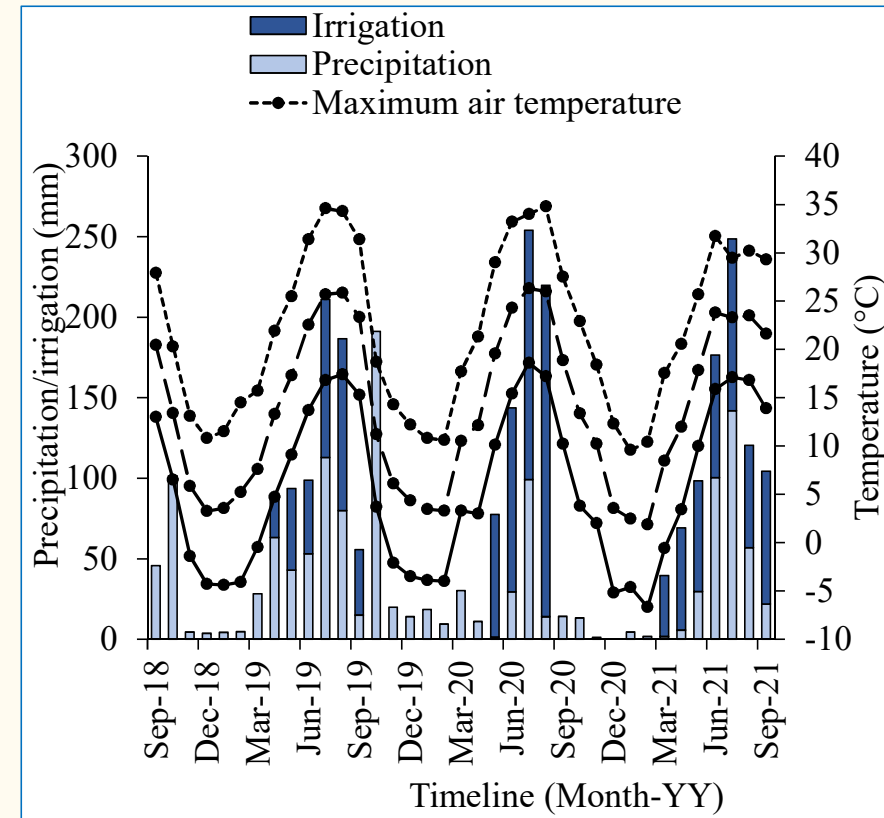 Irrigation
Precipitation
Maximum air temperature
Precipitation/irrigation (mm)
300
250
200
150
100
50
0
Temperature (°C)
40
35
30
25
20
15
10
5
0
-5
-10
Sep-18
Dec-18
Mar-19
Jun-19
Sep-19
Dec-19
Mar-20
Jun-20
Sep-20
Dec-20
Mar-21
Jun-21
Sep-21
Timeline (Month-YY)